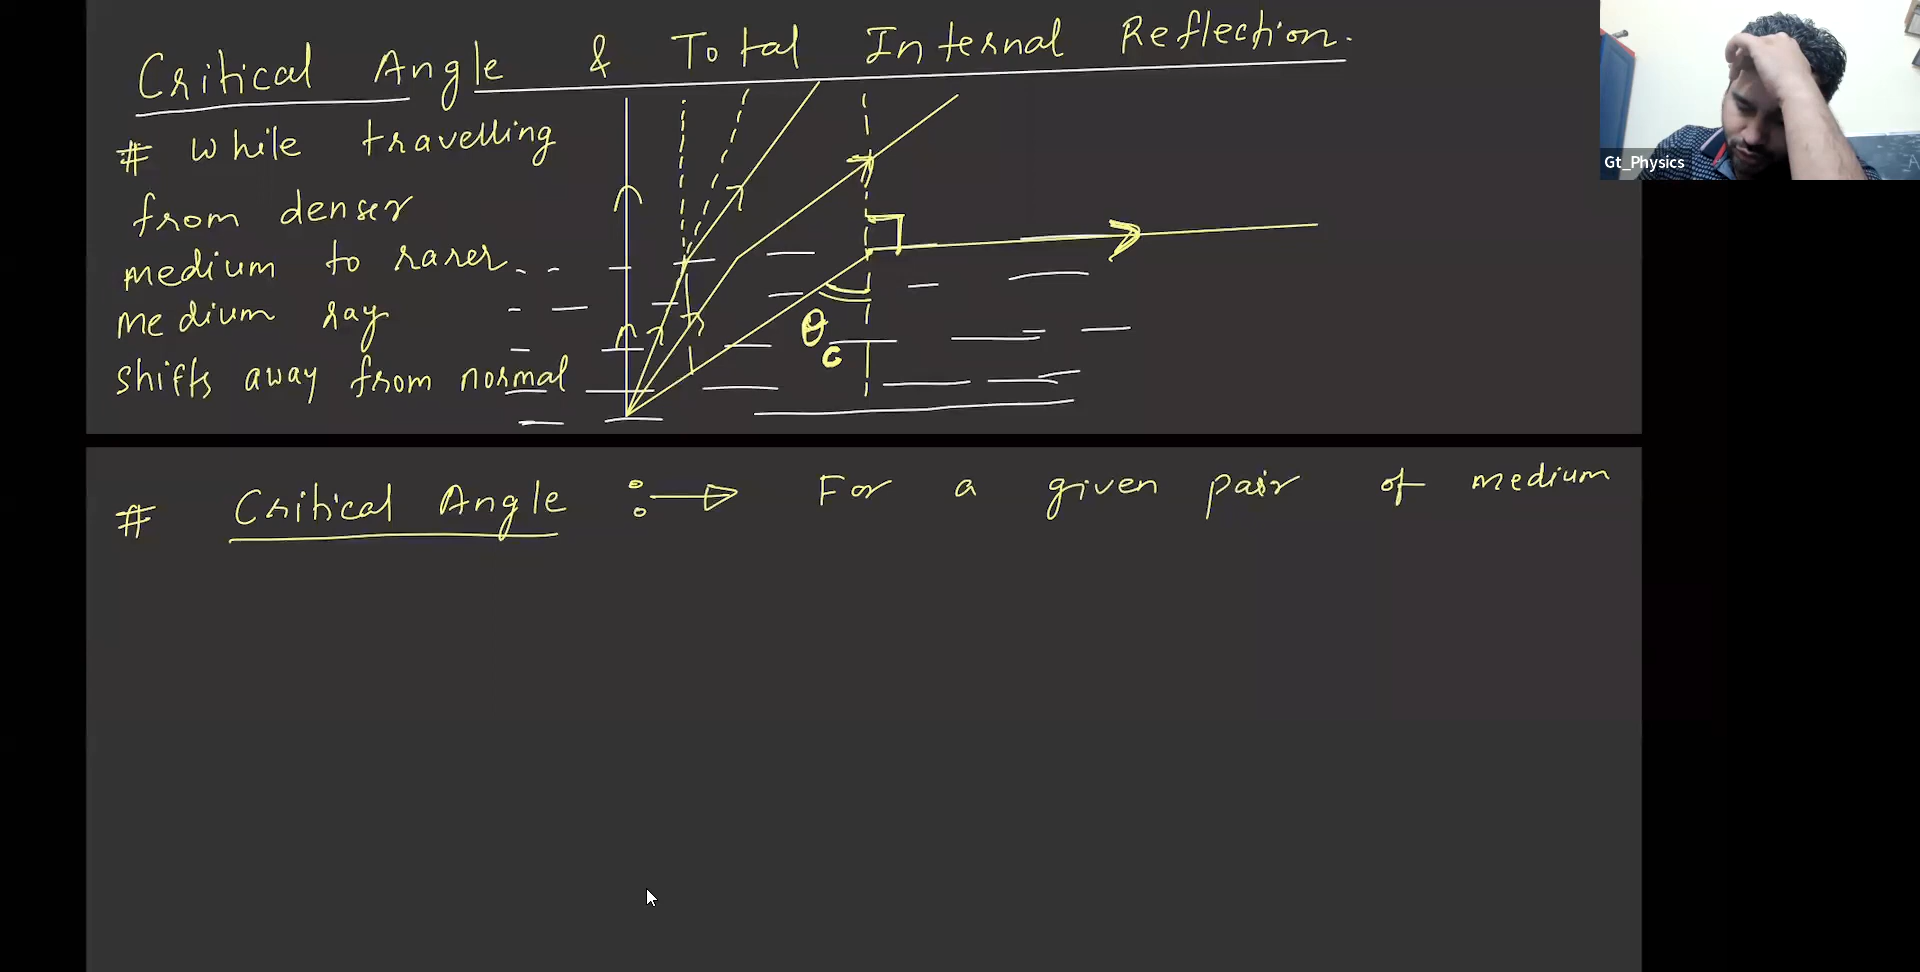 Critical Angle & Total Internal Reflection.
# While travelling
from denser
medium to rarer
medium ray
shifts away from normal
θc
# Critical Angle :→ For a given pair of medium
Gt_Physics